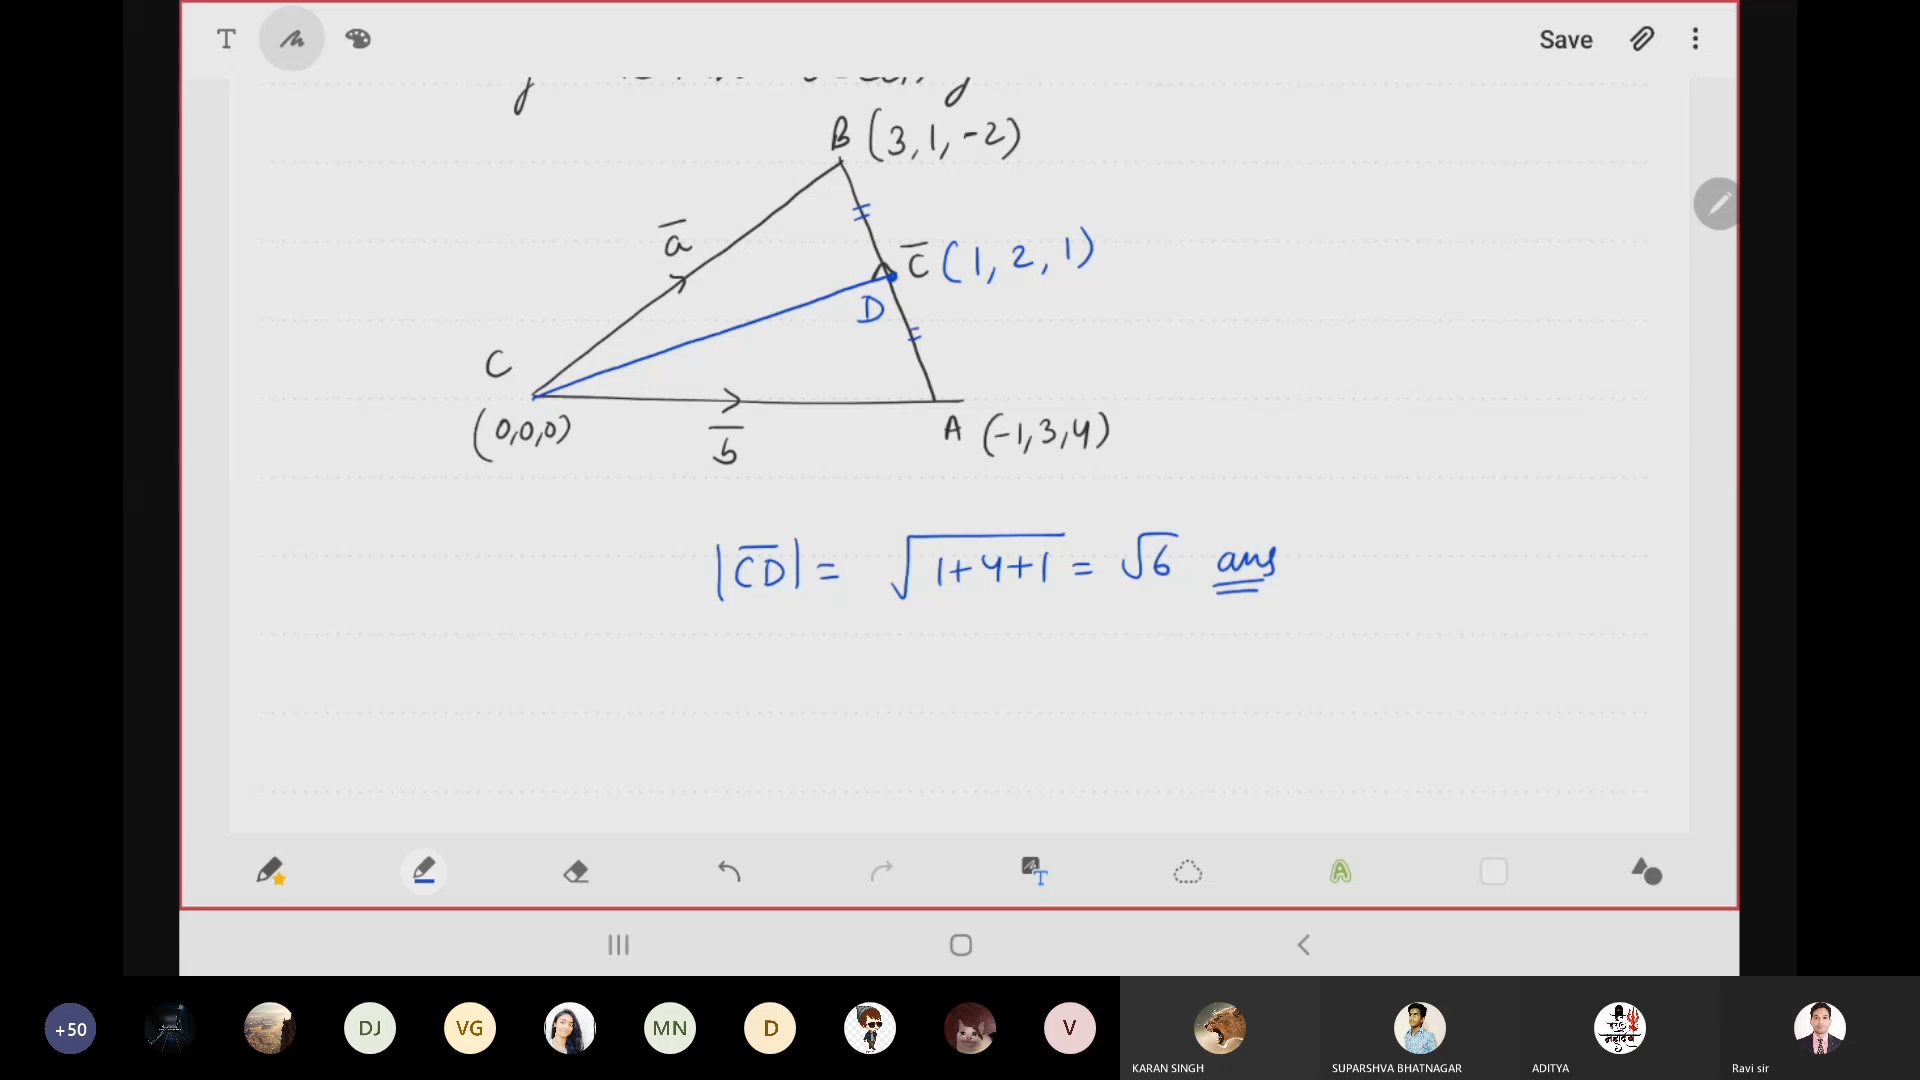 T Save
B (3,1,-2)
a̅
c̅ (1, 2, 1)
D
C
(0,0,0)
b̅
A (-1,3,4)
|C̅D̅| = √(1+4+1) = √6 ans
T A
+50 DJ VG MN D V
KARAN SINGH SUPARSHVA BHATNAGAR ADITYA Ravi sir